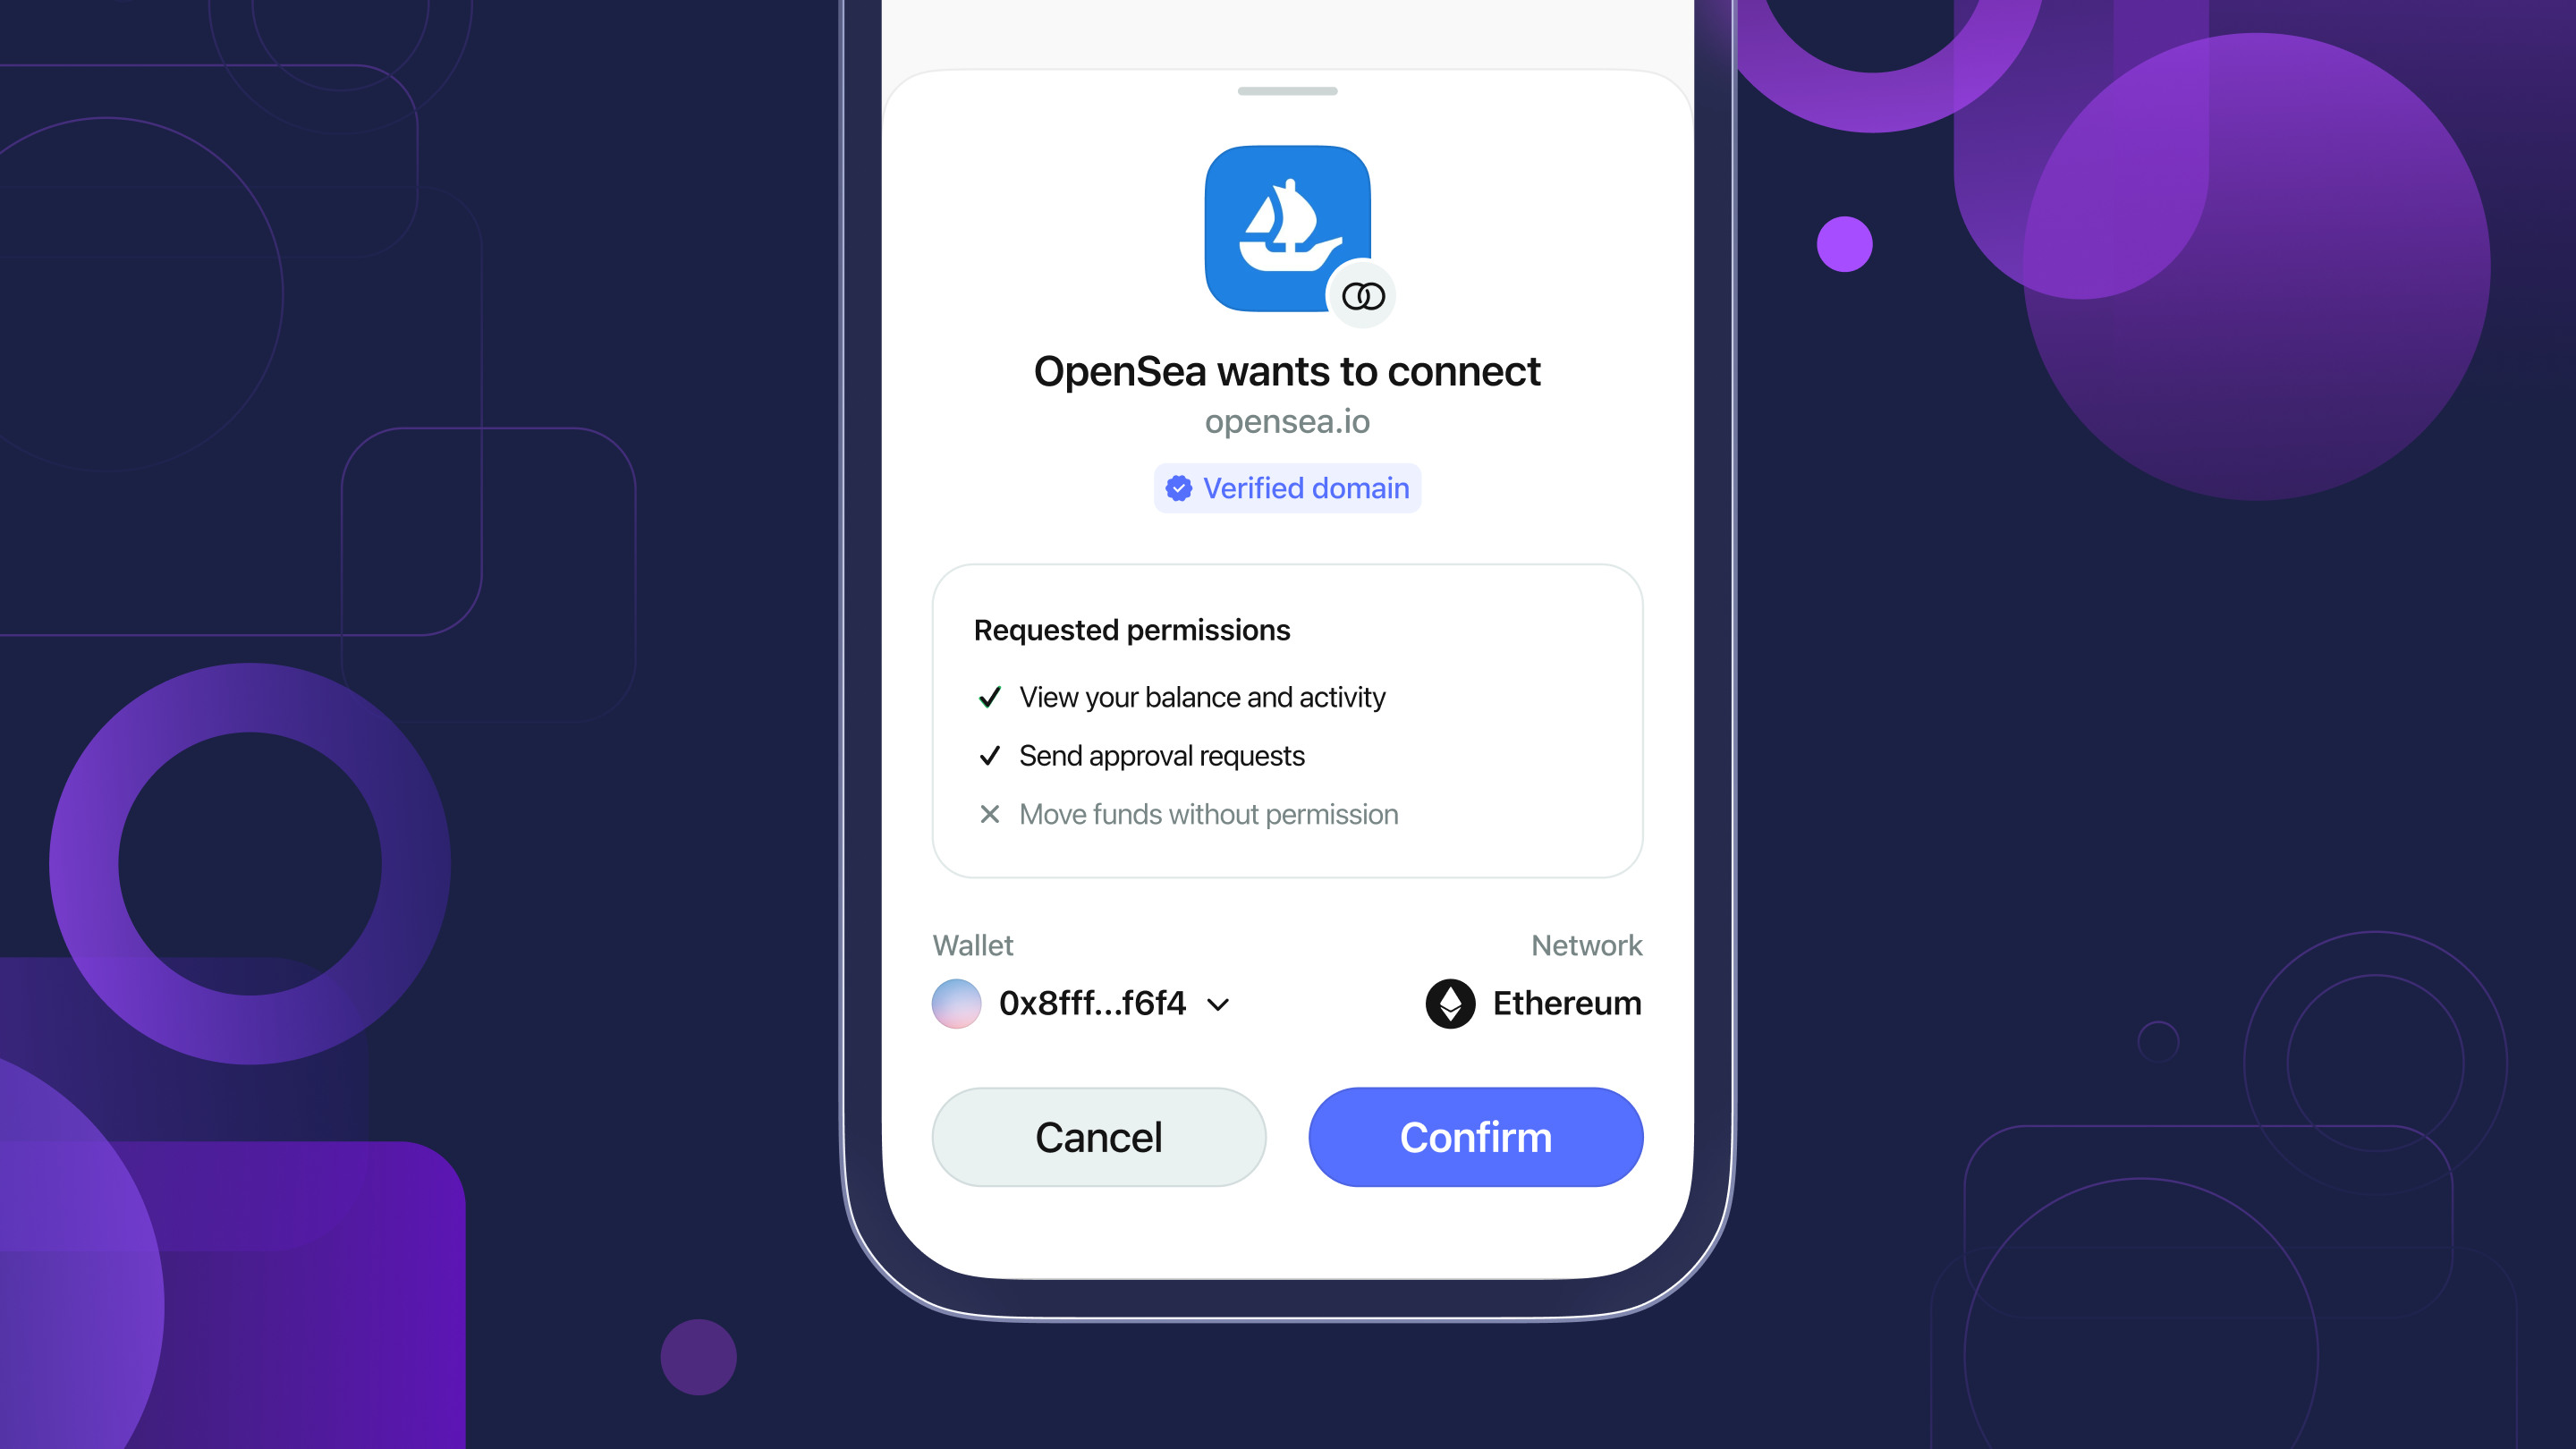 OpenSea wants to connect
opensea.io
Verified domain
Requested permissions
View your balance and activity
Send approval requests
Move funds without permission
Wallet
Network
0x8fff...f6f4
Ethereum
Cancel
Confirm